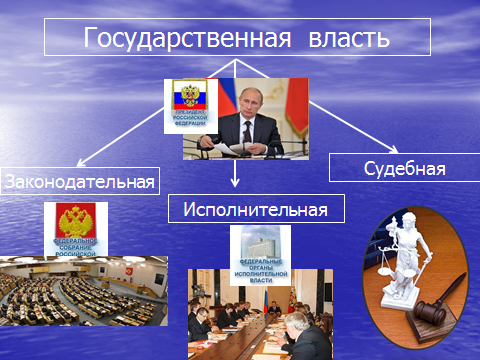 Государственная власть
ПРЕЗИДЕНТ
РОССИЙСКОЙ
ФЕДЕРАЦИИ
Судебная
Законодательная
Исполнительная
ФЕДЕРАЛЬНОЕ
СОБРАНИЕ
РОССИЙСКОЙ
ФЕДЕРАЛЬНЫЕ
ОРГАНЫ
ИСПОЛНИТЕЛЬНОЙ
ВЛАСТИ